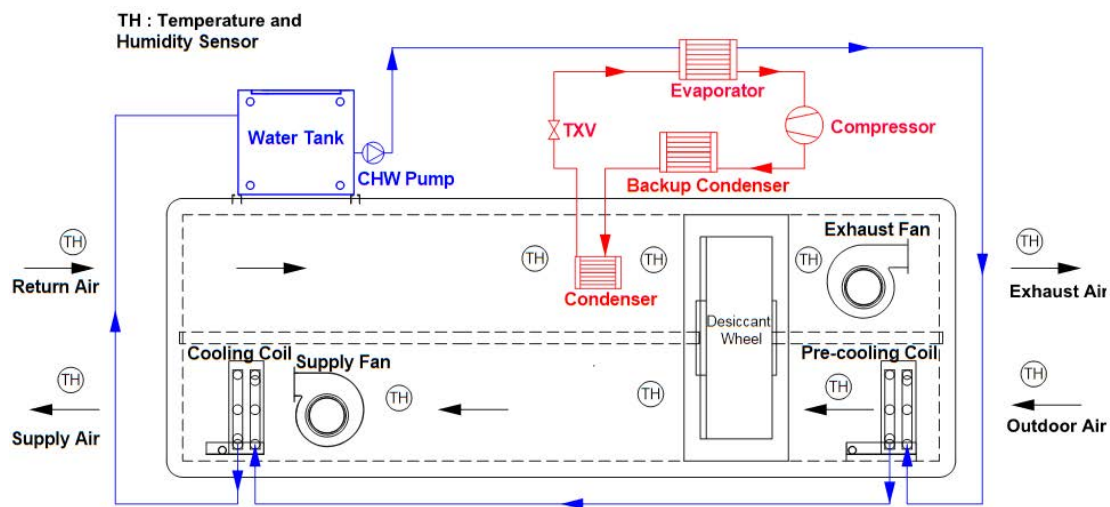 TH : Temperature and
Humidity Sensor
Water Tank
CHW Pump
Evaporator
TXV
Compressor
Backup Condenser
TH
Return Air
TH
Condenser
TH
TH
Exhaust Fan
TH
Exhaust Air
Desiccant
Wheel
Cooling Coil
Supply Fan
Pre-cooling Coil
TH
Supply Air
TH
TH
TH
TH
Outdoor Air